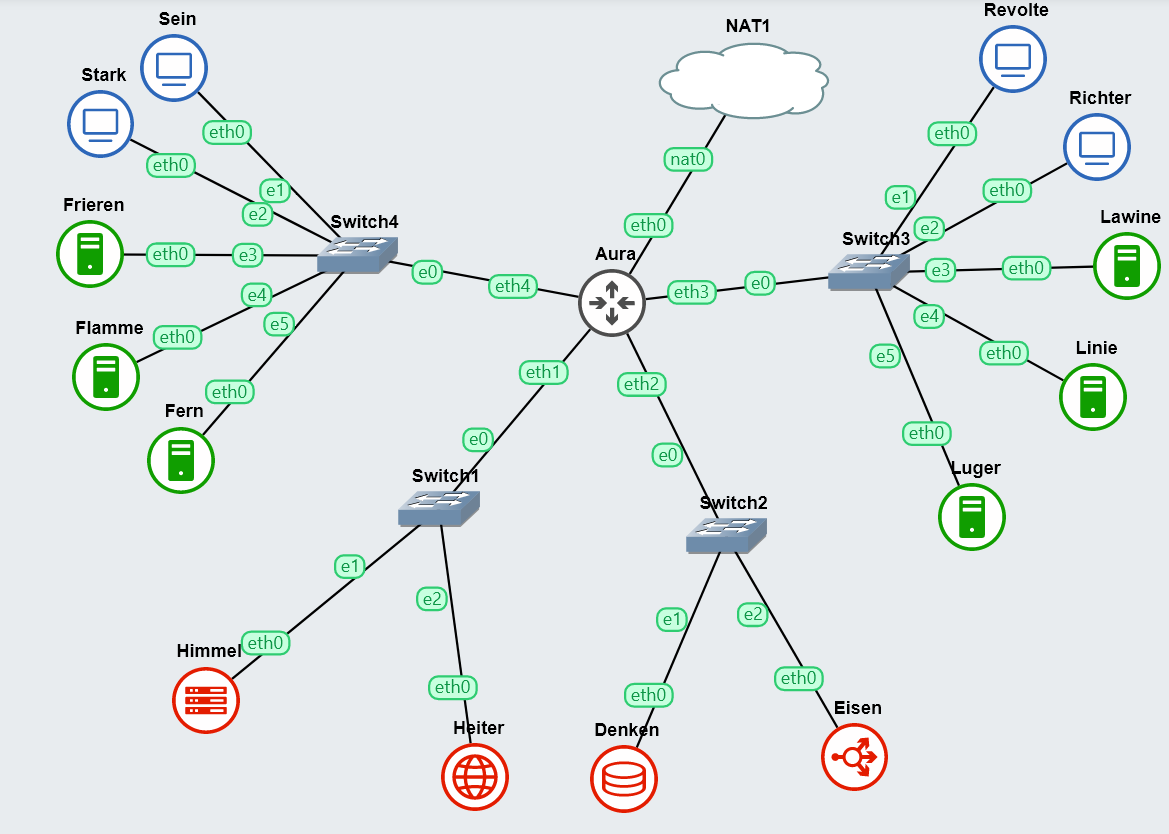 Revolte
Sein
NAT1
Stark
Richter
eth0
eth0
nat0
eth0
e1
eth0
e1
Frieren
e2
Lawine
Switch4
eth0
e2
Switch3
eth0
e3
Aura
e0
eth4
eth3
e0
e3
eth0
e4
Flamme
eth0
e5
e4
Linie
e5
eth0
eth1
eth2
eth0
Fern
e0
e0
eth0
Switch1
Luger
Switch2
e1
e2
e1
e2
Himmel
eth0
eth0
eth0
eth0
Heiter
Denken
Eisen